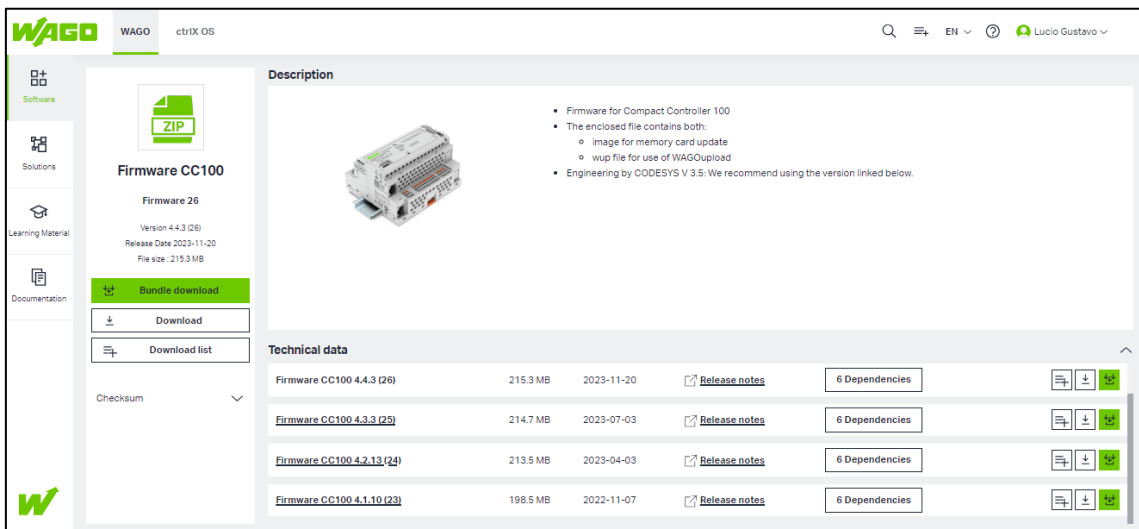 WAGO
WAGO
ctrlX OS
EN
Lucio Gustavo
Software
Solutions
Learning Material
Documentation
ZIP
Firmware CC100
Firmware 26
Version 4.4.3 (26)
Release Date 2023-11-20
File size : 215.3 MB
Bundle download
Download
Download list
Checksum
Description
Firmware for Compact Controller 100
The enclosed file contains both:
image for memory card update
wup file for use of WAGOupload
Engineering by CODESYS V 3.5: We recommend using the version linked below.
Technical data
Firmware CC100 4.4.3 (26) 215.3 MB 2023-11-20 Release notes 6 Dependencies
Firmware CC100 4.3.3 (25) 214.7 MB 2023-07-03 Release notes 6 Dependencies
Firmware CC100 4.2.13 (24) 213.5 MB 2023-04-03 Release notes 6 Dependencies
Firmware CC100 4.1.10 (23) 198.5 MB 2022-11-07 Release notes 6 Dependencies